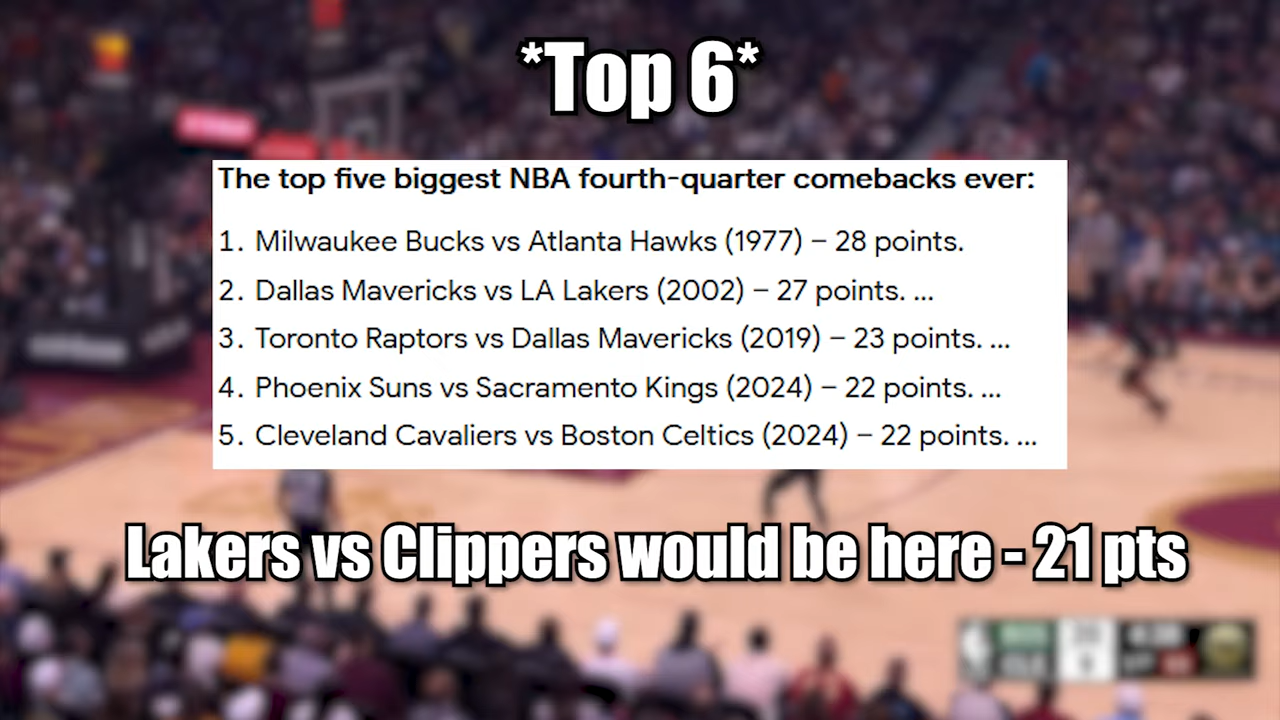 *Top 6*
The top five biggest NBA fourth-quarter comebacks ever:
1. Milwaukee Bucks vs Atlanta Hawks (1977) – 28 points.
2. Dallas Mavericks vs LA Lakers (2002) – 27 points. ...
3. Toronto Raptors vs Dallas Mavericks (2019) – 23 points. ...
4. Phoenix Suns vs Sacramento Kings (2024) – 22 points. ...
5. Cleveland Cavaliers vs Boston Celtics (2024) – 22 points. ...
Lakers vs Clippers would be here - 21 pts